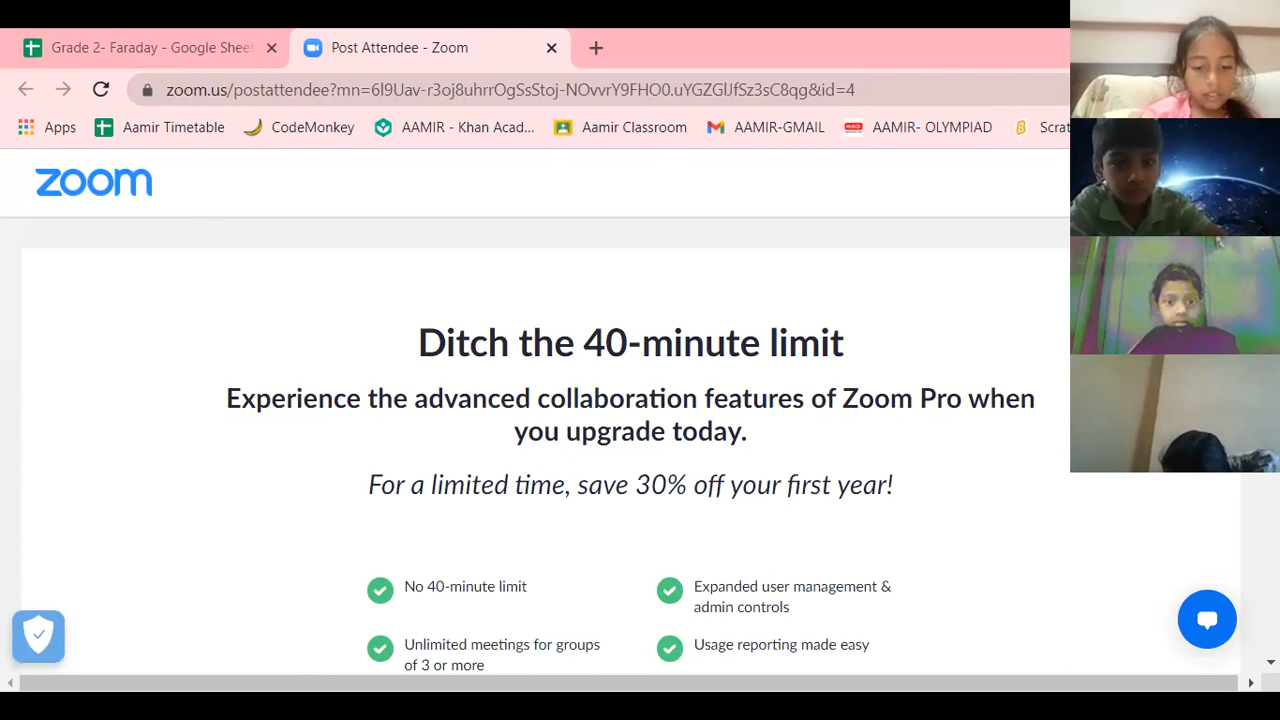 Grade 2- Faraday - Google Sheet
Post Attendee - Zoom
zoom.us/postattendee?mn=6l9Uav-r3oj8uhrrOgSsStoj-NOvvrY9FHO0.uYGZGlJfSz3sC8qg&id=4
Apps Aamir Timetable CodeMonkey AAMIR - Khan Acad... Aamir Classroom AAMIR-GMAIL AAMIR- OLYMPIAD Scrat
zoom
Ditch the 40-minute limit
Experience the advanced collaboration features of Zoom Pro when
you upgrade today.
For a limited time, save 30% off your first year!
No 40-minute limit
Expanded user management &
admin controls
Unlimited meetings for groups
of 3 or more
Usage reporting made easy